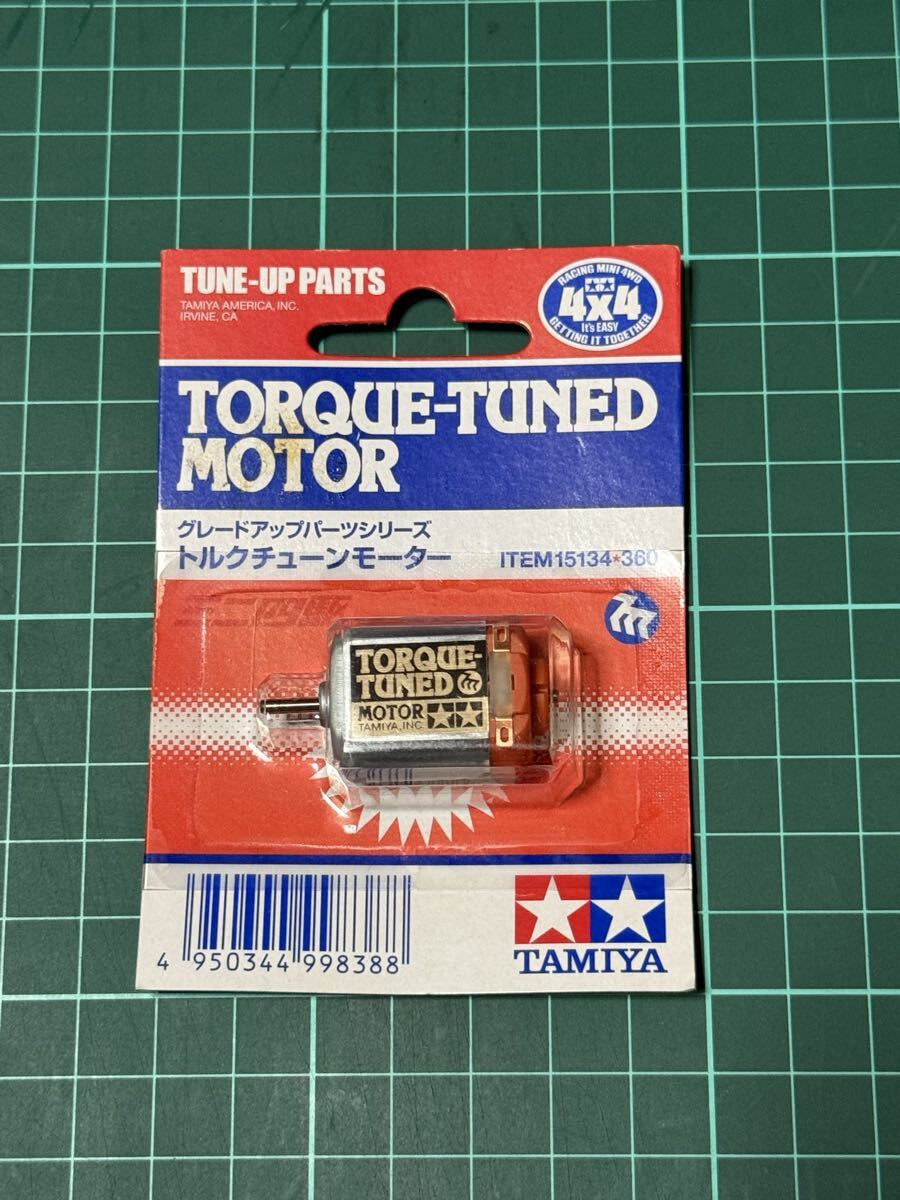 TUNE-UP PARTS
TAMIYA AMERICA, INC.
IRVINE, CA
RACING MINI 4WD
4x4
It's EASY
GETTING IT TOGETHER
TORQUE-TUNED
MOTOR
グレードアップパーツシリーズ
トルクチューンモーター
ITEM15134★360
TORQUE-
TUNED
MOTOR
TAMIYA, INC.
4 950344 998388
TAMIYA